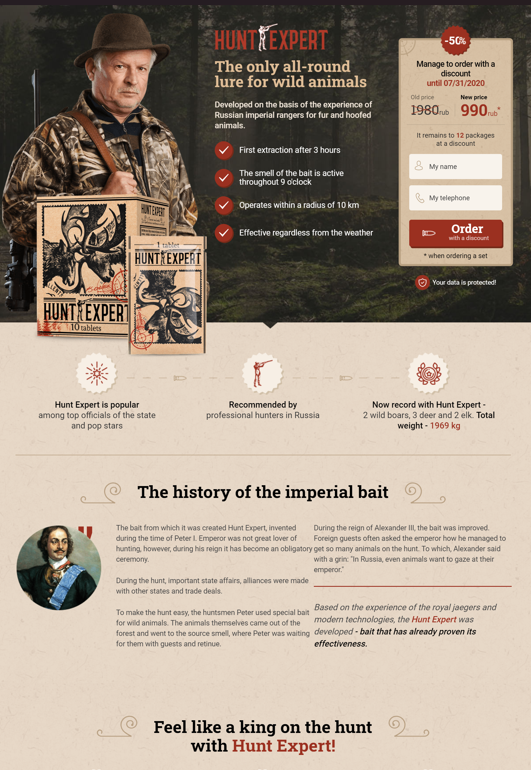 HUNT EXPERT
The only all-round
lure for wild animals
Developed on the basis of the experience of
Russian imperial rangers for fur and hoofed
animals.
First extraction after 3 hours
The smell of the bait is active
throughout 9 o'clock
Operates within a radius of 10 km
Effective regardless from the weather
-50%
Manage to order with a
discount
until 07/31/2020
Old price
New price
1980rub
990rub*
It remains to 12 packages
at a discount
My name
My telephone
Order
with a discount
* when ordering a set
Your data is protected!
HUNT EXPERT
HUNT EXPERT
10 tablets
1 tablet
HUNT EXPERT
Hunt Expert is popular
among top officials of the state
and pop stars
Recommended by
professional hunters in Russia
Now record with Hunt Expert -
2 wild boars, 3 deer and 2 elk. Total
weight - 1969 kg
The history of the imperial bait
The bait from which it was created Hunt Expert, invented
during the time of Peter I. Emperor was not great lover of
hunting, however, during his reign it has become an obligatory
ceremony.
During the hunt, important state affairs, alliances were made
with other states and trade deals.
To make the hunt easy, the huntsmen Peter used special bait
for wild animals. The animals themselves came out of the
forest and went to the source smell, where Peter was waiting
for them with guests and retinue.
During the reign of Alexander III, the bait was improved.
Foreign guests often asked the emperor how he managed to
get so many animals on the hunt. To which, Alexander said
with a grin: "In Russia, even animals want to gaze at their
emperor."
Based on the experience of the royal jaegers and
modern technologies, the Hunt Expert was
developed - bait that has already proven its
effectiveness.
Feel like a king on the hunt
with Hunt Expert!